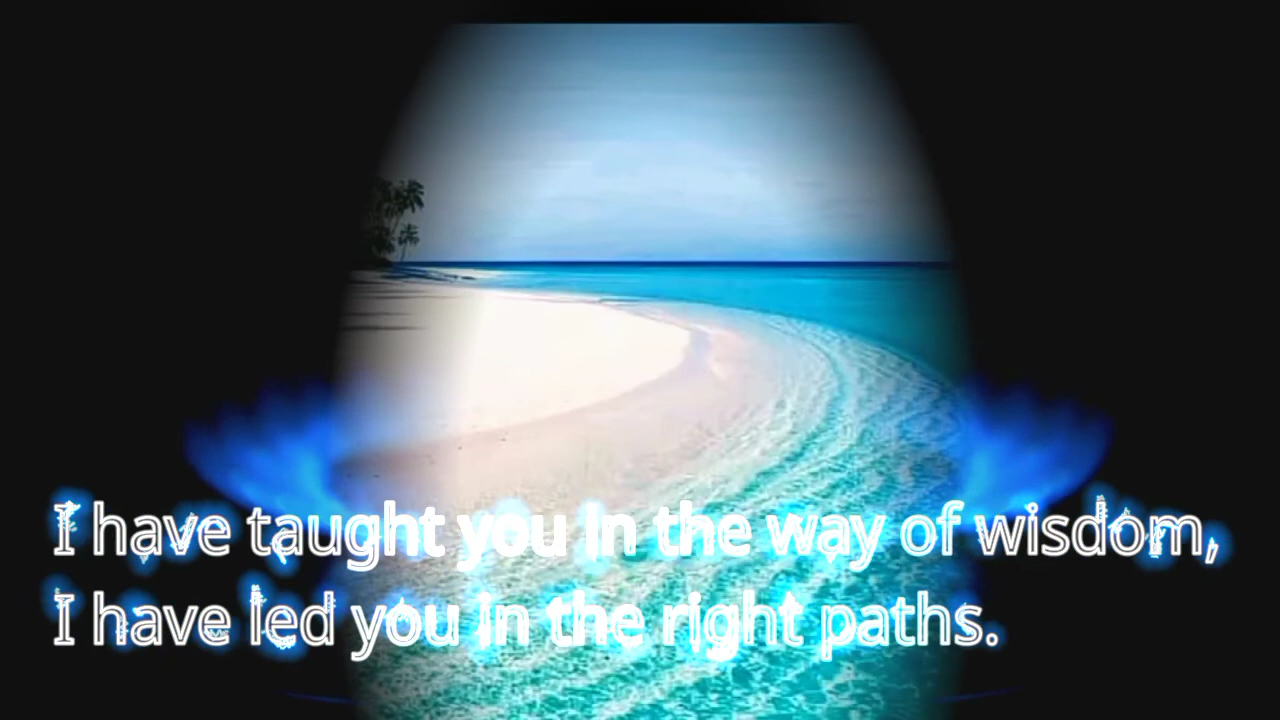 I have taught you in the way of wisdom,
I have led you in the right paths.